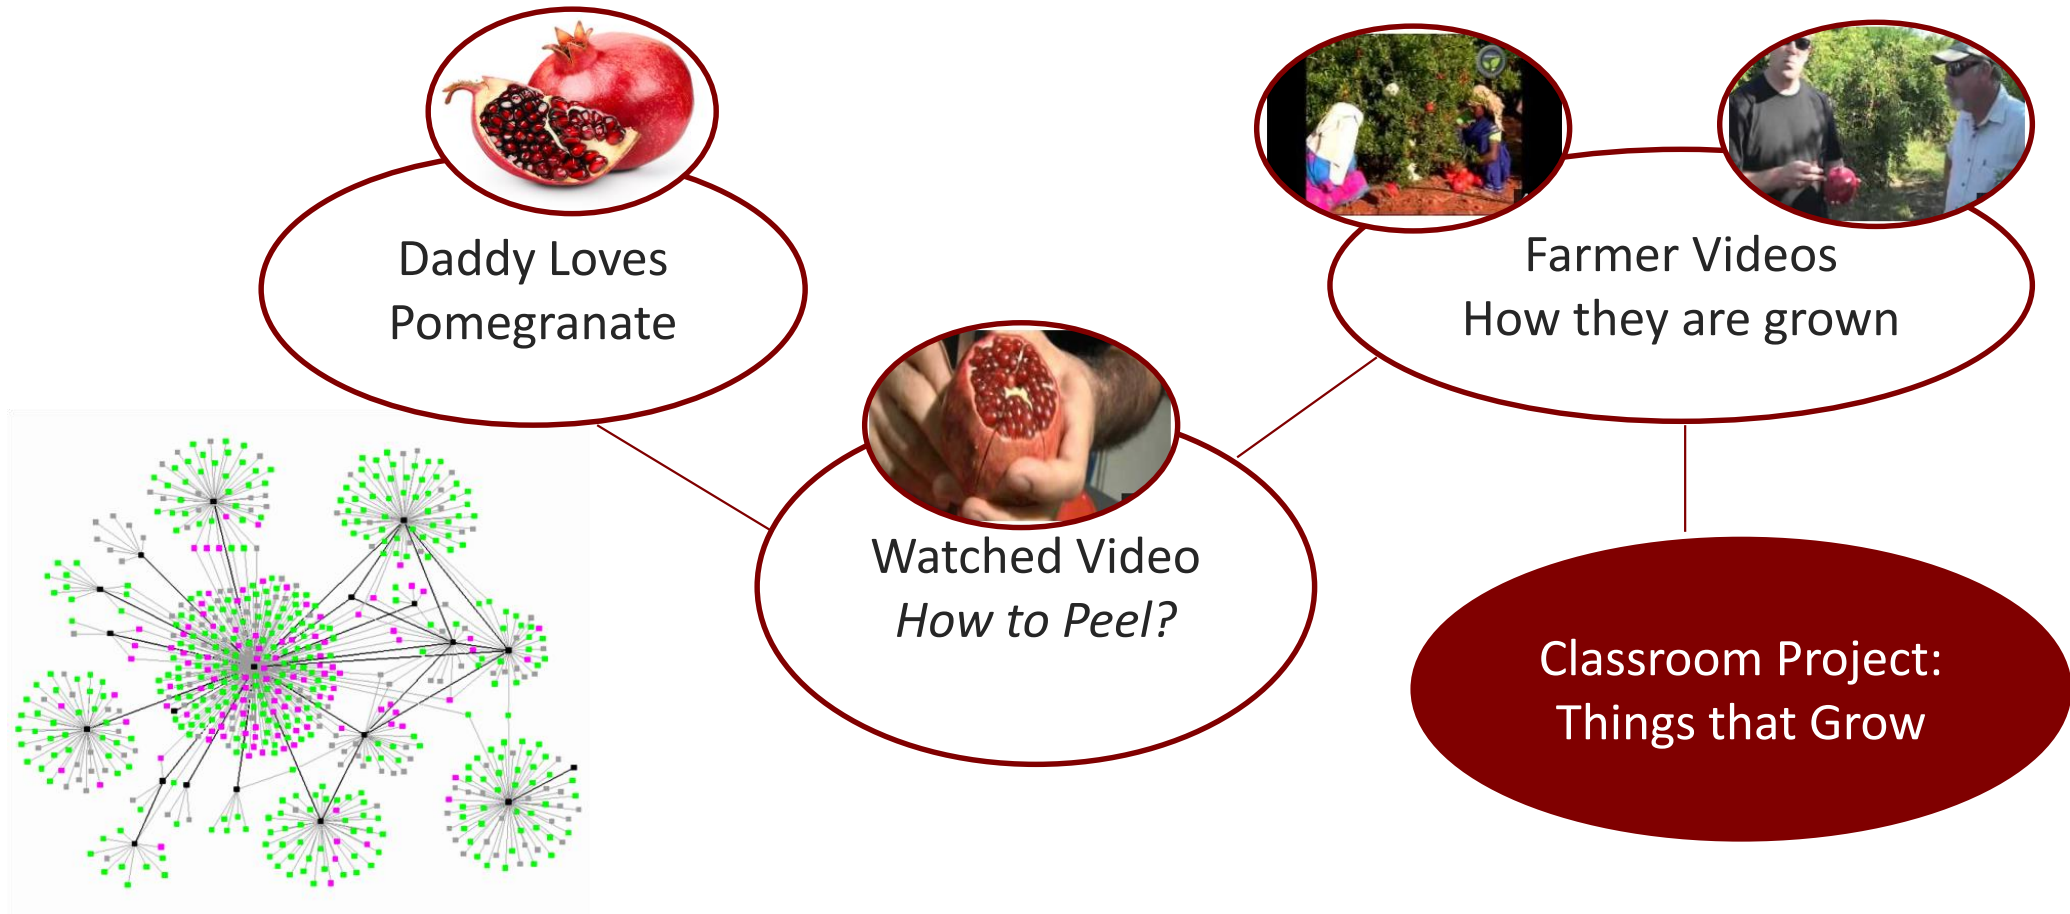 Daddy Loves
Pomegranate
Watched Video
How to Peel?
Farmer Videos
How they are grown
Classroom Project:
Things that Grow